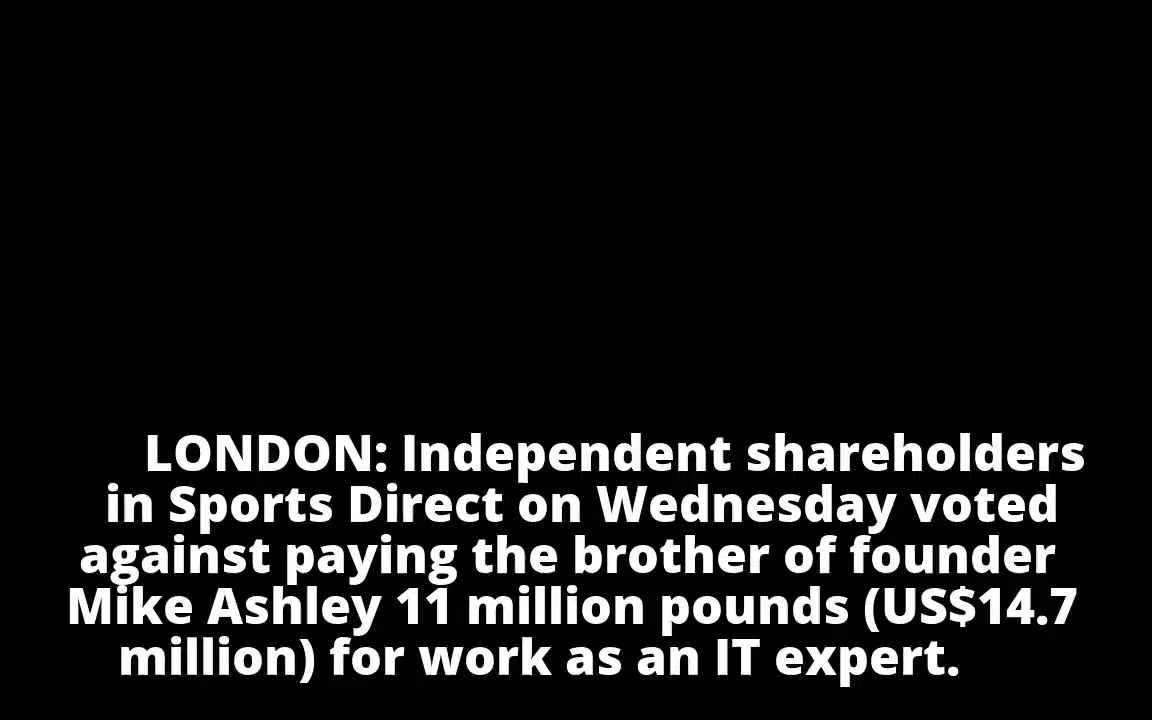 LONDON: Independent shareholders
in Sports Direct on Wednesday voted
against paying the brother of founder
Mike Ashley 11 million pounds (US$14.7
million) for work as an IT expert.